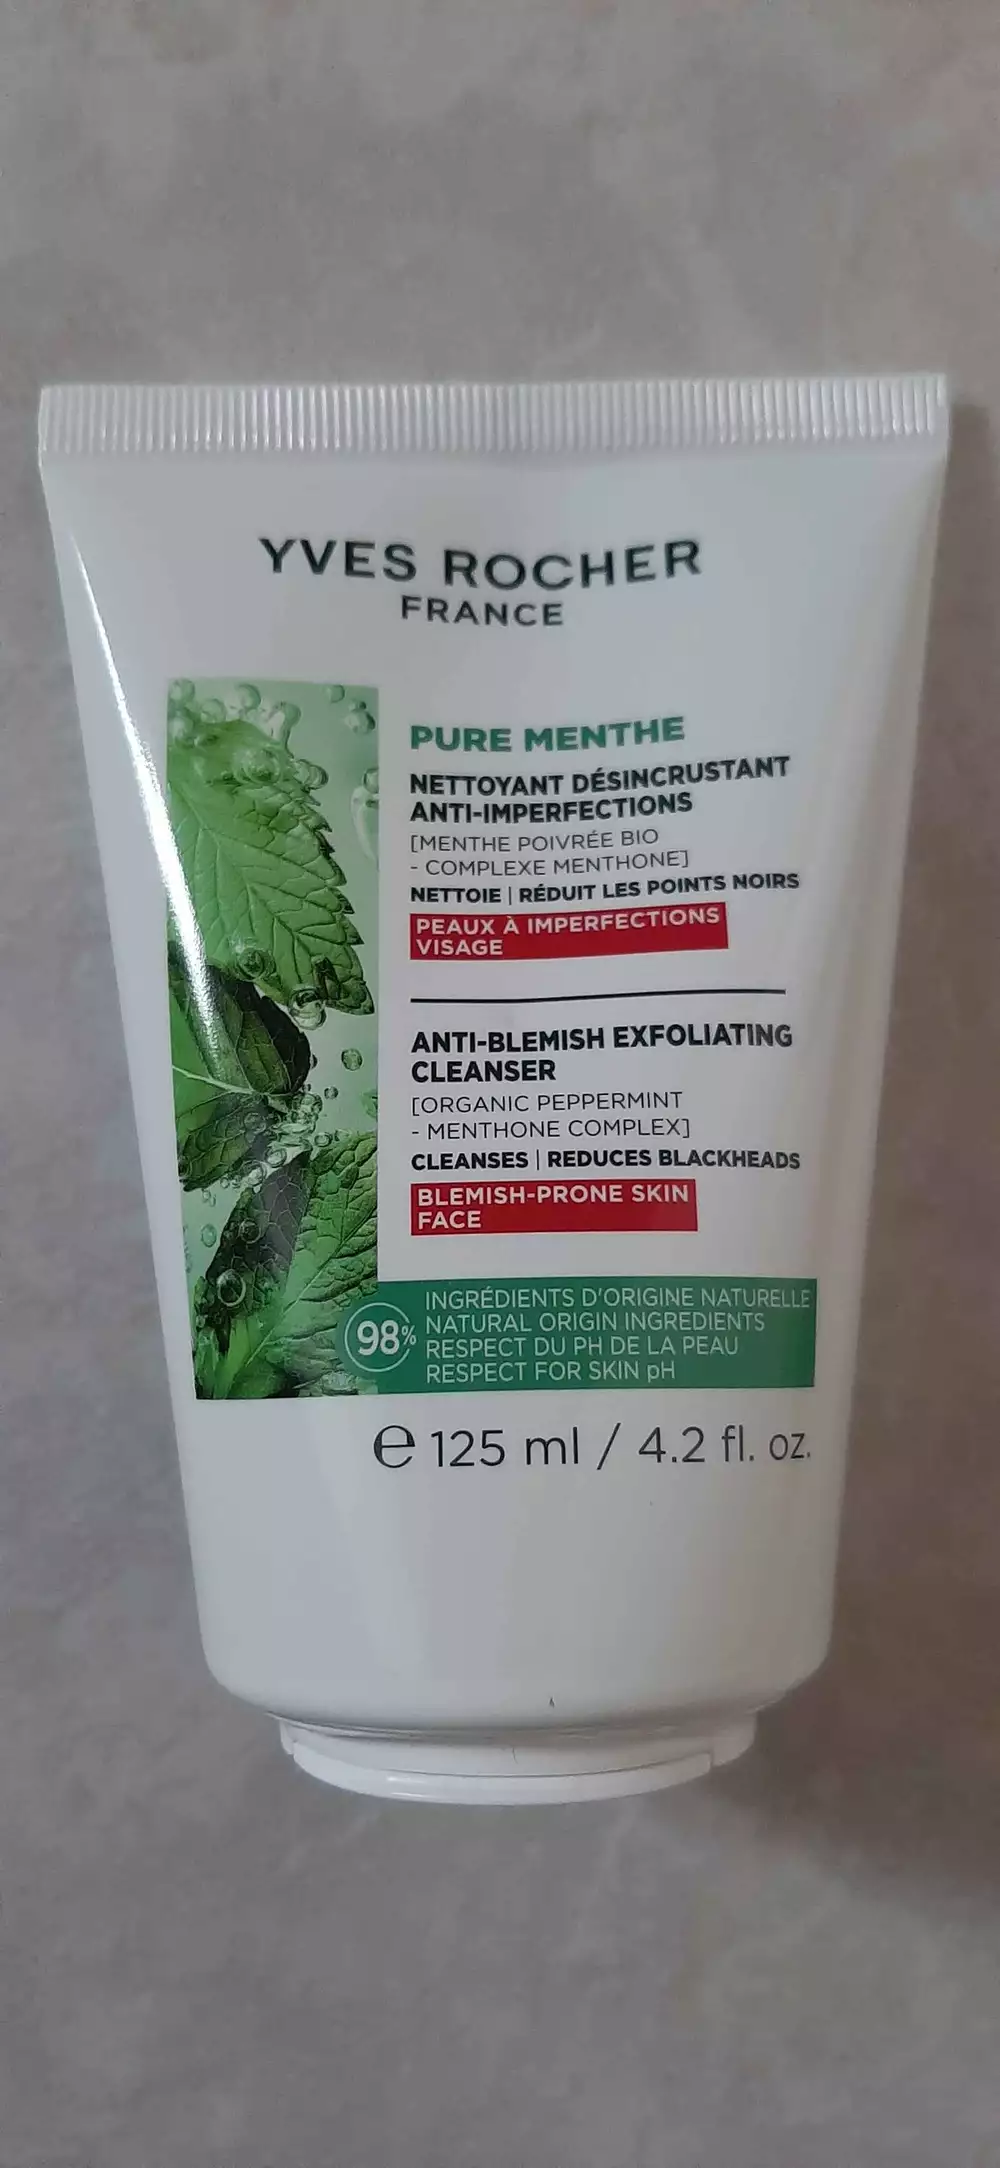 YVES ROCHER
FRANCE
PURE MENTHE
NETTOYANT DÉSINCRUSTANT
ANTI-IMPERFECTIONS
[MENTHE POIVRÉE BIO
- COMPLEXE MENTHONE]
NETTOIE | RÉDUIT LES POINTS NOIRS
PEAUX À IMPERFECTIONS
VISAGE
ANTI-BLEMISH EXFOLIATING
CLEANSER
[ORGANIC PEPPERMINT
- MENTHONE COMPLEX]
CLEANSES | REDUCES BLACKHEADS
BLEMISH-PRONE SKIN
FACE
98%
INGRÉDIENTS D'ORIGINE NATURELLE
NATURAL ORIGIN INGREDIENTS
RESPECT DU PH DE LA PEAU
RESPECT FOR SKIN pH
℮ 125 ml / 4.2 fl. oz.